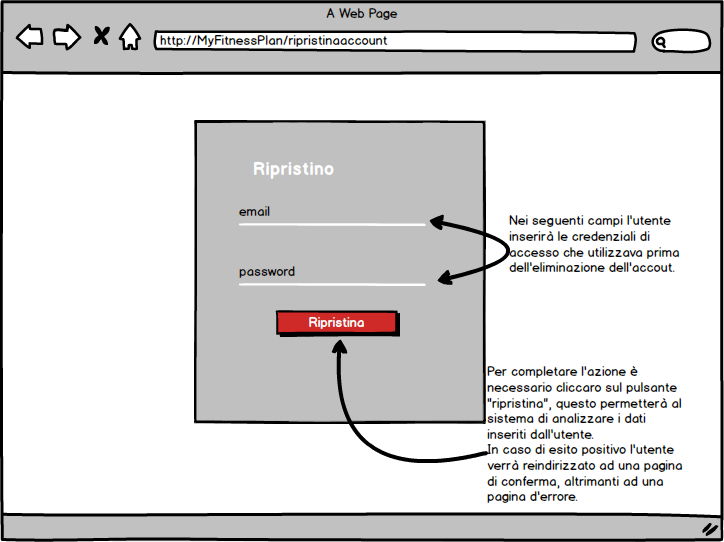 A Web Page
http://MyFitnessPlan/ripristinaaccount
Ripristino
email
password
Ripristina
Nei seguenti campi l'utente
inserirà le credenziali di
accesso che utilizzava prima
dell'eliminazione dell'accout.
Per completare l'azione è
necessario cliccaro sul pulsante
"ripristina", questo permetterà al
sistema di analizzare i dati
inseriti dall'utente.
In caso di esito positivo l'utente
verrà reindirizzato ad una pagina
di conferma, altrimanti ad una
pagina d'errore.